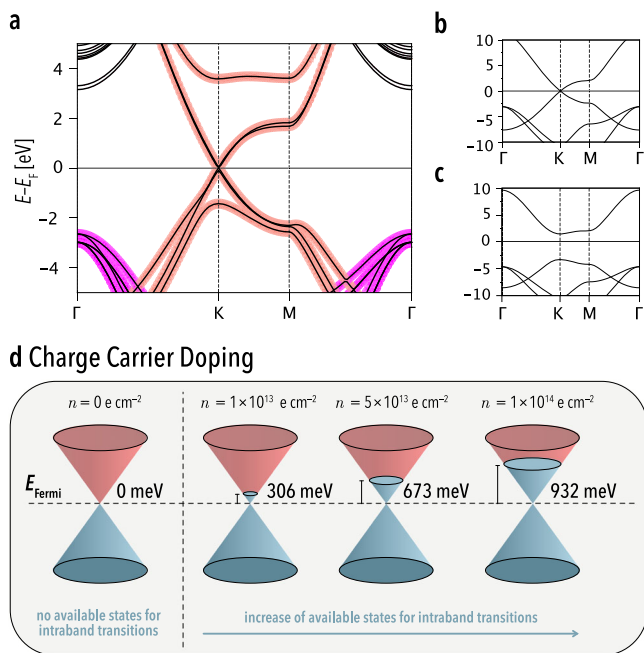 a
E–E_F [eV]
4
2
0
−2
−4
Γ
K
M
Γ
b
10
5
0
−5
−10
Γ
K
M
Γ
c
10
5
0
−5
−10
Γ
K
M
Γ
d Charge Carrier Doping
n = 0 e cm⁻²
n = 1×10¹³ e cm⁻²
n = 5×10¹³ e cm⁻²
n = 1×10¹⁴ e cm⁻²
E_Fermi
0 meV
306 meV
673 meV
932 meV
no available states for
intraband transitions
increase of available states for intraband transitions